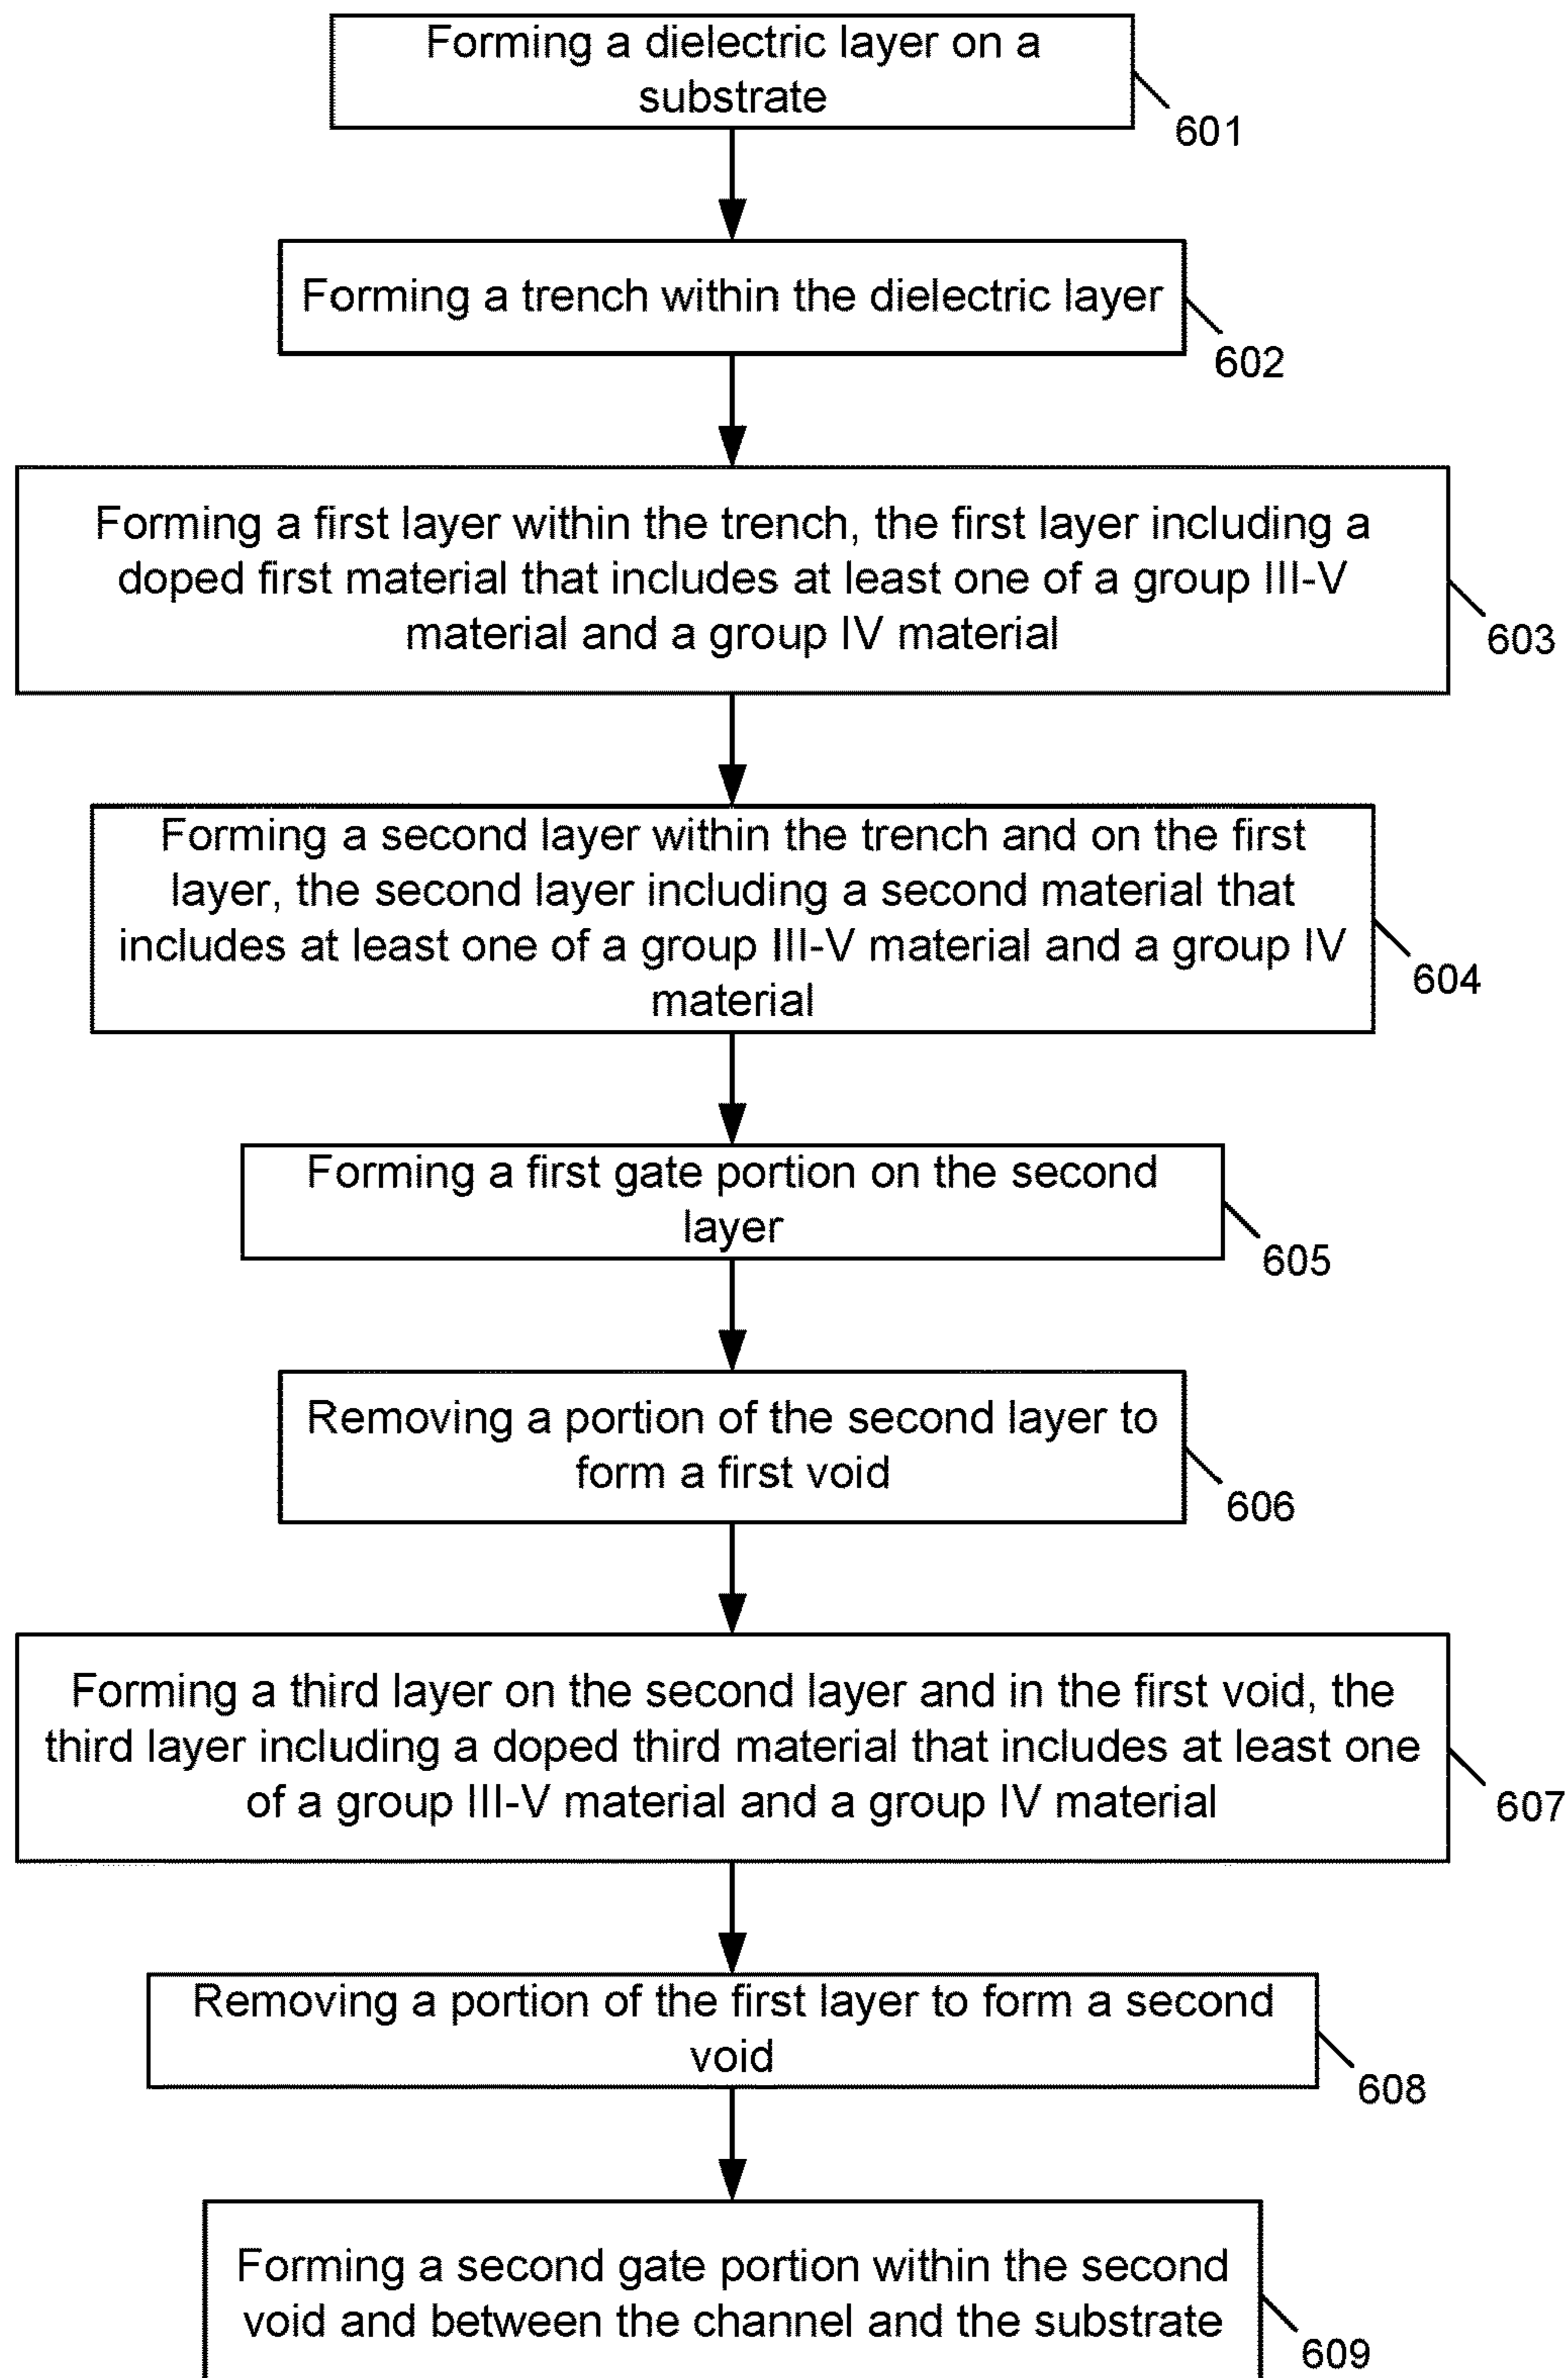 Forming a dielectric layer on a
substrate
601
Forming a trench within the dielectric layer
602
Forming a first layer within the trench, the first layer including a
doped first material that includes at least one of a group III-V
material and a group IV material
603
Forming a second layer within the trench and on the first
layer, the second layer including a second material that
includes at least one of a group III-V material and a group IV
material
604
Forming a first gate portion on the second
layer
605
Removing a portion of the second layer to
form a first void
606
Forming a third layer on the second layer and in the first void, the
third layer including a doped third material that includes at least one
of a group III-V material and a group IV material
607
Removing a portion of the first layer to form a second
void
608
Forming a second gate portion within the second
void and between the channel and the substrate
609